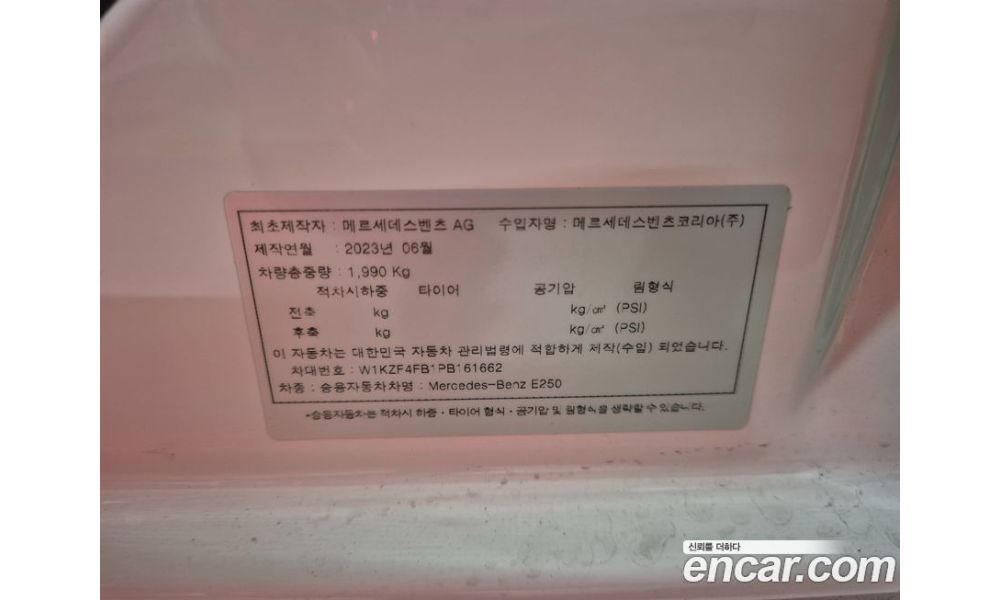 최초제작자 : 메르세데스벤츠 AG 수입자명 : 메르세데스벤츠코리아(주)
제작연월 : 2023년 06월
차량총중량 : 1,990 Kg
적차시하중 타이어 공기압 림형식
전축 kg kg/㎠ (PSI)
후축 kg kg/㎠ (PSI)
이 자동차는 대한민국 자동차 관리법령에 적합하게 제작(수입) 되었습니다.
차대번호 : W1KZF4FB1PB161662
차종 : 승용자동차차명 : Mercedes-Benz E250
*승용자동차는 적차시 하중 · 타이어 형식 · 공기압 및 림형식을 생략할 수 있습니다.
신뢰를 더하다
encar.com